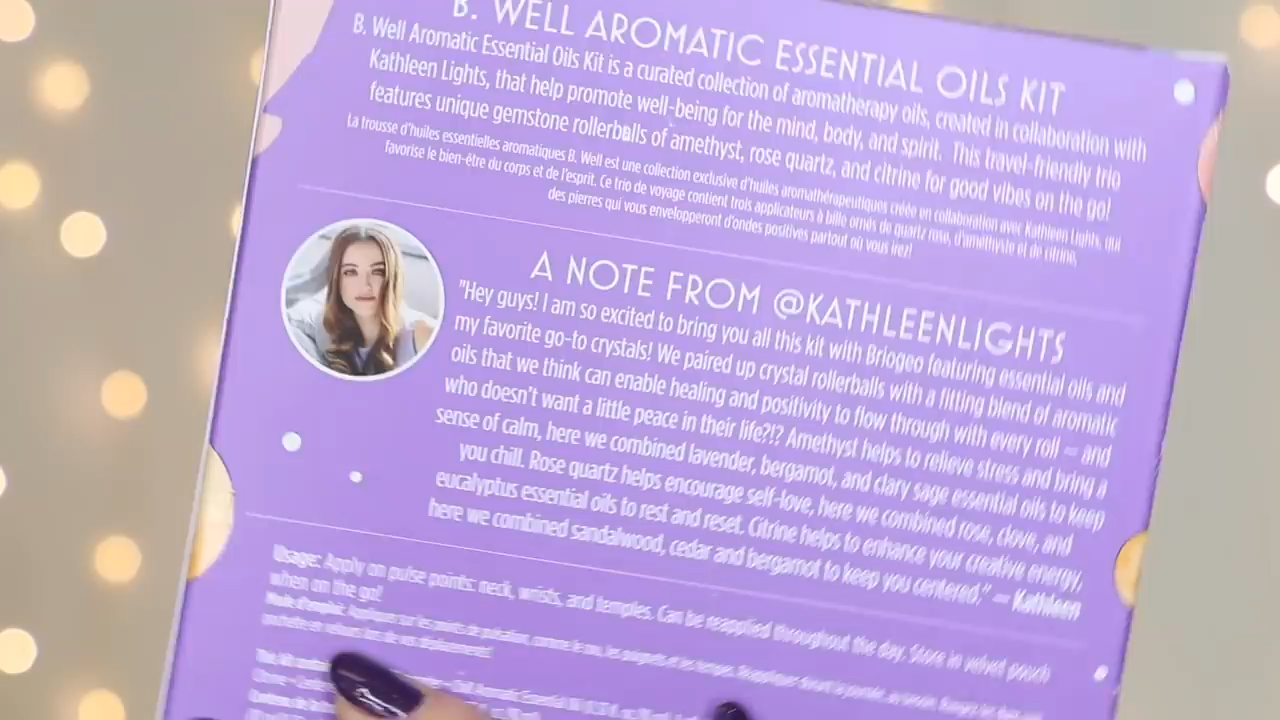 B. WELL AROMATIC ESSENTIAL OILS KIT
B. Well Aromatic Essential Oils Kit is a curated collection of aromatherapy oils, created in collaboration with
Kathleen Lights, that help promote well-being for the mind, body, and spirit. This travel-friendly trio
features unique gemstone rollerballs of amethyst, rose quartz, and citrine for good vibes on the go!
La trousse d'huiles essentielles aromatiques B. Well est une collection exclusive d'huiles aromathérapeutiques créée en collaboration avec Kathleen Lights, qui
favorise le bien-être du corps et de l'esprit. Ce trio de voyage contient trois applicateurs à bille ornés de quartz rose, d'améthyste et de citrine,
des pierres qui vous envelopperont d'ondes positives partout où vous irez!
A NOTE FROM @KATHLEENLIGHTS
"Hey guys! I am so excited to bring you all this kit with Briogeo featuring essential oils and
my favorite go-to crystals! We paired up crystal rollerballs with a fitting blend of aromatic
oils that we think can enable healing and positivity to flow through with every roll – and
who doesn't want a little peace in their life?!? Amethyst helps to relieve stress and bring a
sense of calm, here we combined lavender, bergamot, and clary sage essential oils to keep
you chill. Rose quartz helps encourage self-love, here we combined rose, clove, and
eucalyptus essential oils to rest and reset. Citrine helps to enhance your creative energy,
here we combined sandalwood, cedar and bergamot to keep you centered." – Kathleen
Usage: Apply on pulse points: neck, wrists, and temples. Can be reapplied throughout the day. Store in velvet pouch
when on the go!
Mode d'emploi: